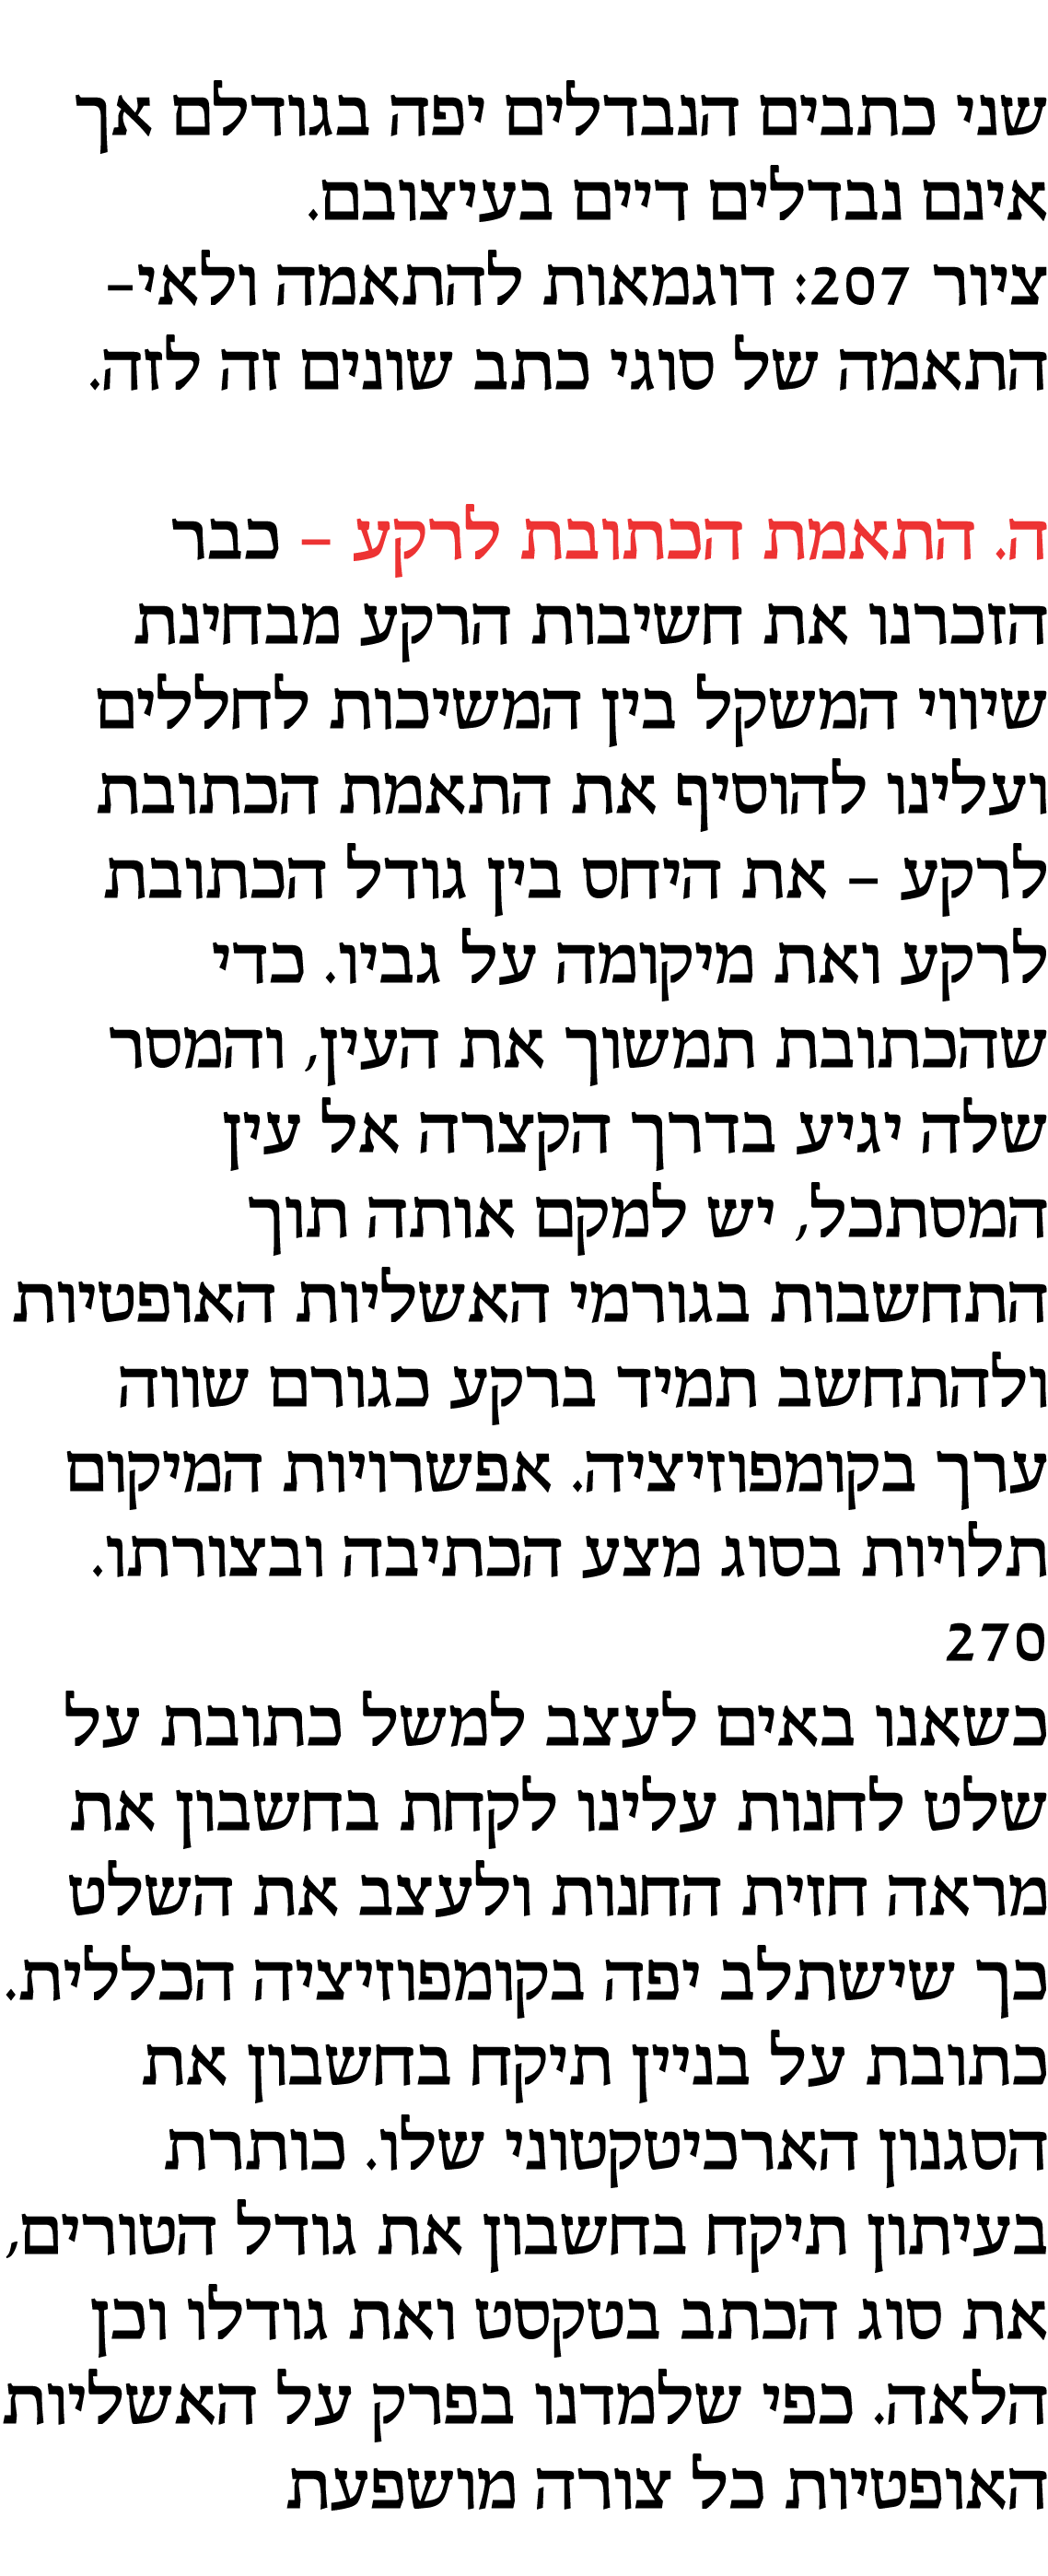 שני כתבים הנבדלים יפה בגודלם אך
אינם נבדלים דיים בעיצובם.
ציור 207: דוגמאות להתאמה ולאי–
התאמה של סוגי כתב שונים זה לזה.
ה. התאמת הכתובת לרקע – כבר
הזכרנו את חשיבות הרקע מבחינת
שיווי המשקל בין המשיכות לחללים
ועלינו להוסיף את התאמת הכתובת
לרקע – את היחס בין גודל הכתובת
לרקע ואת מיקומה על גביו. כדי
שהכתובת תמשוך את העין, והמסר
שלה יגיע בדרך הקצרה אל עין
המסתכל, יש למקם אותה תוך
התחשבות בגורמי האשליות האופטיות
ולהתחשב תמיד ברקע כגורם שווה
ערך בקומפוזיציה. אפשרויות המיקום
תלויות בסוג מצע הכתיבה ובצורתו.
ס27
כשאנו באים לעצב למשל כתובת על
שלט לחנות עלינו לקחת בחשבון את
מראה חזית החנות ולעצב את השלט
כך שישתלב יפה בקומפוזיציה הכללית.
כתובת על בניין תיקח בחשבון את
הסגנון הארכיטקטוני שלו. כותרת
בעיתון תיקח בחשבון את גודל הטורים,
את סוג הכתב בטקסט ואת גודלו וכן
הלאה. כפי שלמדנו בפרק על האשליות
האופטיות כל צורה מושפעת